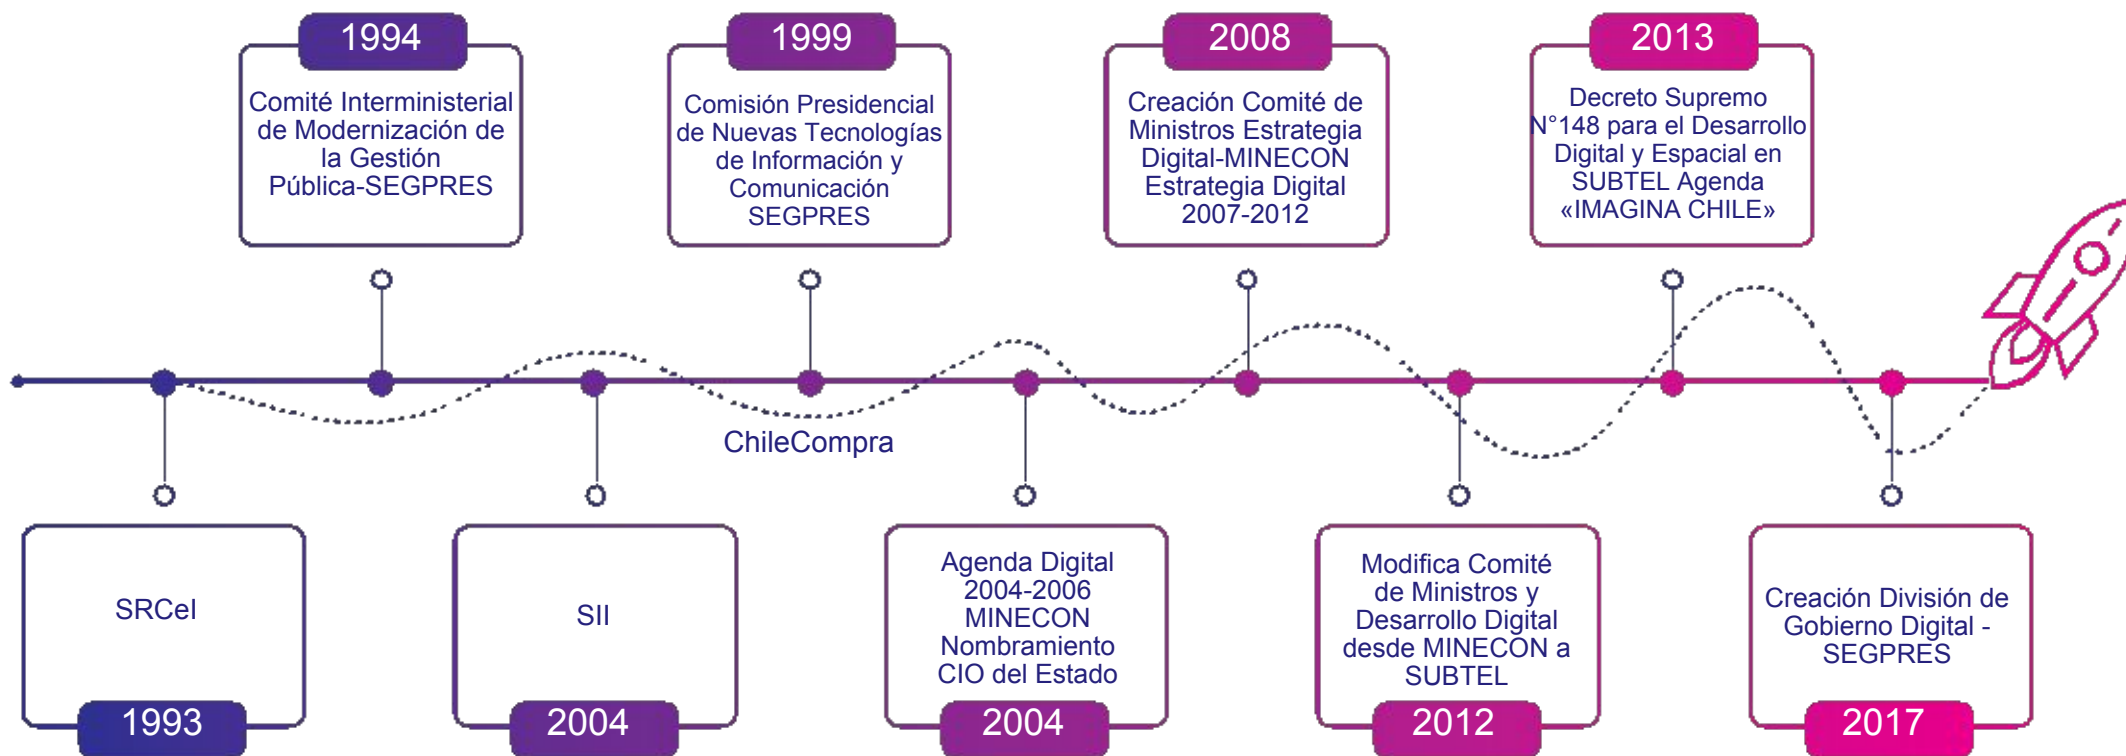 1994
Comité Interministerial
de Modernización de
la Gestión
Pública-SEGPRES
1999
Comisión Presidencial
de Nuevas Tecnologías
de Información y
Comunicación
SEGPRES
2008
Creación Comité de
Ministros Estrategia
Digital-MINECON
Estrategia Digital
2007-2012
2013
Decreto Supremo
N°148 para el Desarrollo
Digital y Espacial en
SUBTEL Agenda
«IMAGINA CHILE»
ChileCompra
SRCeI
1993
SII
2004
Agenda Digital
2004-2006
MINECON
Nombramiento
CIO del Estado
2004
Modifica Comité
de Ministros y
Desarrollo Digital
desde MINECON a
SUBTEL
2012
Creación División de
Gobierno Digital -
SEGPRES
2017